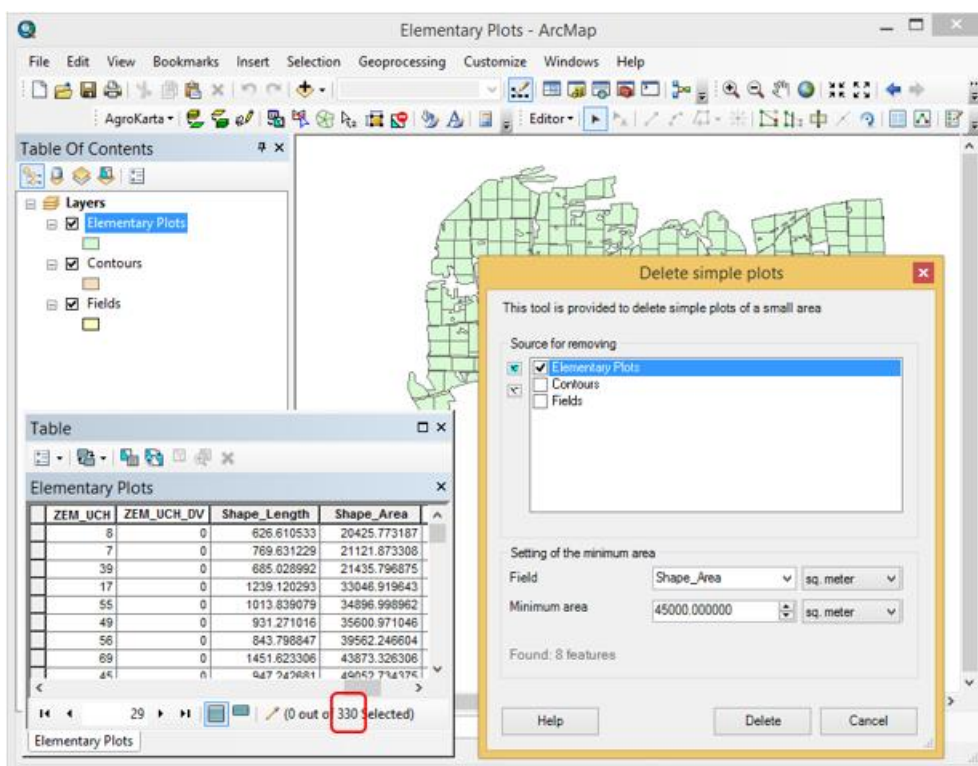 Elementary Plots - ArcMap
File Edit View Bookmarks Insert Selection Geoprocessing Customize Windows Help
AgroKarta Editor
Table Of Contents
Layers
Elementary Plots
Contours
Fields
Delete simple plots
This tool is provided to delete simple plots of a small area
Source for removing
Elementary Plots
Contours
Fields
Setting of the minimum area
Field Shape_Area sq. meter
Minimum area 45000.000000 sq. meter
Found: 8 features
Help Delete Cancel
Table
Elementary Plots
ZEM_UCH ZEM_UCH_DV Shape_Length Shape_Area
8 0 626.610533 20425.773187
7 0 769.631229 21121.873308
39 0 685.028992 21435.796875
17 0 1239.120293 33046.919643
55 0 1013.839079 34896.998962
49 0 931.271016 35600.971046
56 0 843.798847 39562.246604
69 0 1451.623306 43873.326306
45 0 947.242681 49052.734375
29 (0 out of 330 Selected)
Elementary Plots